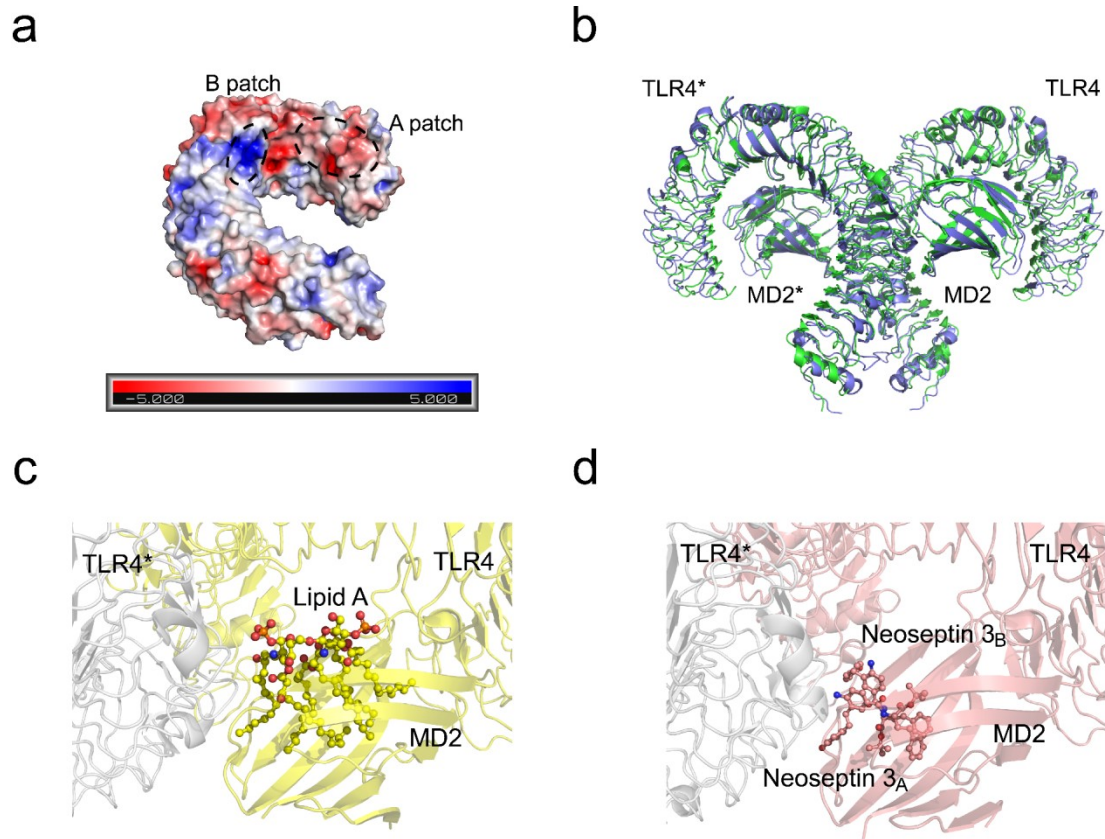 a
B patch
A patch
-5.000 5.000
b
TLR4* TLR4
MD2* MD2
c
TLR4* TLR4
Lipid A
MD2
d
TLR4* TLR4
Neoseptin 3B
MD2
Neoseptin 3A